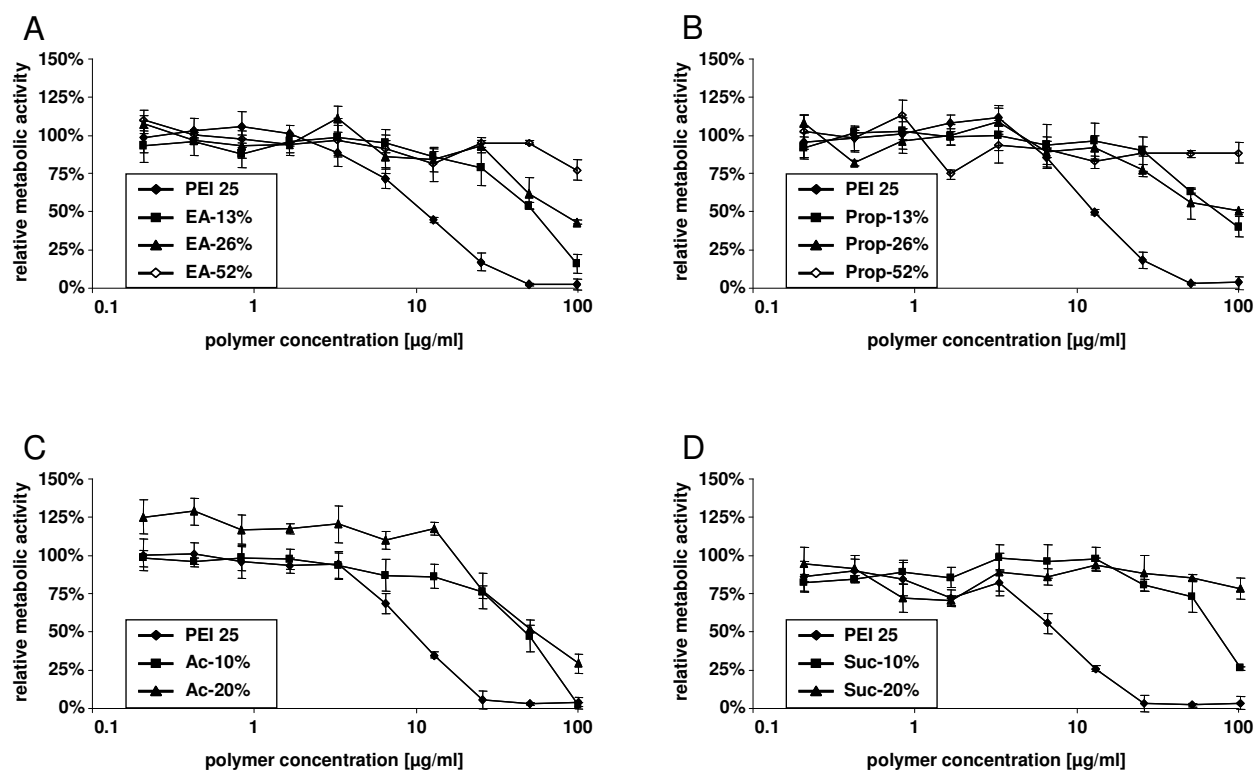 A
relative metabolic activity
150%
125%
100%
75%
50%
25%
0%
PEI 25
EA-13%
EA-26%
EA-52%
0.1 1 10 100
polymer concentration [µg/ml]
B
relative metabolic activity
150%
125%
100%
75%
50%
25%
0%
PEI 25
Prop-13%
Prop-26%
Prop-52%
0.1 1 10 100
polymer concentration [µg/ml]
C
relative metabolic activity
150%
125%
100%
75%
50%
25%
0%
PEI 25
Ac-10%
Ac-20%
0.1 1 10 100
polymer concentration [µg/ml]
D
relative metabolic activity
150%
125%
100%
75%
50%
25%
0%
PEI 25
Suc-10%
Suc-20%
0.1 1 10 100
polymer concentration [µg/ml]